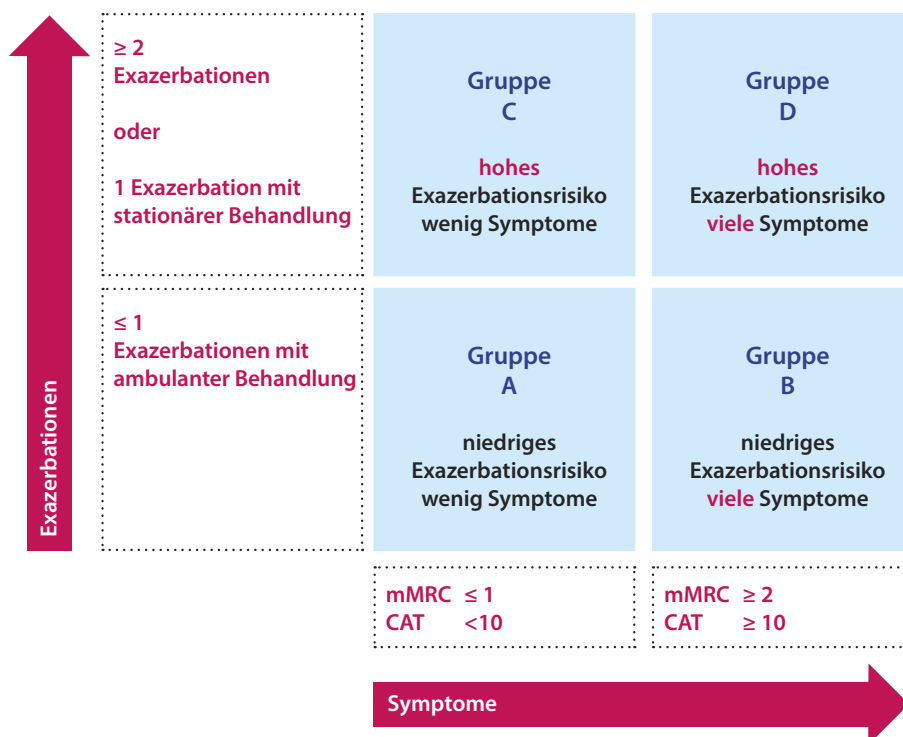 ≥ 2
Exazerbationen
oder
1 Exazerbation mit
stationärer Behandlung
Gruppe
C
hohes
Exazerbationsrisiko
wenig Symptome
Gruppe
D
hohes
Exazerbationsrisiko
viele Symptome
≤ 1
Exazerbationen mit
ambulanter Behandlung
Gruppe
A
niedriges
Exazerbationsrisiko
wenig Symptome
Gruppe
B
niedriges
Exazerbationsrisiko
viele Symptome
Exazerbationen
mMRC ≤ 1
CAT <10
mMRC ≥ 2
CAT ≥ 10
Symptome